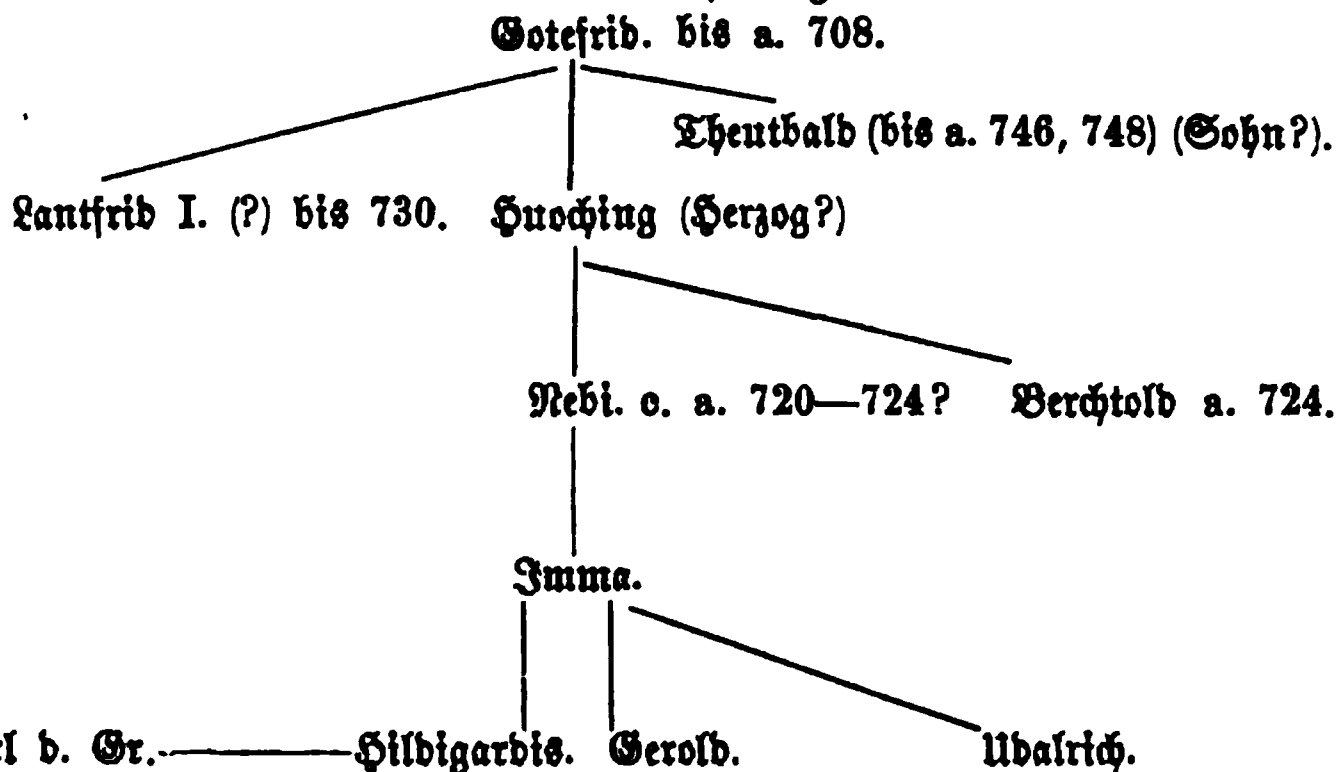 Gotefrid. bis a. 708.
Theutbald (bis a. 746, 748) (Sohn?).
Lantfrid I. (?) bis 730. Huoching (Herzog?)
Nebi. c. a. 720—724? Berchtold a. 724.
Imma.
d. Gr.———Hildigardis. Gerold. Udalrich.